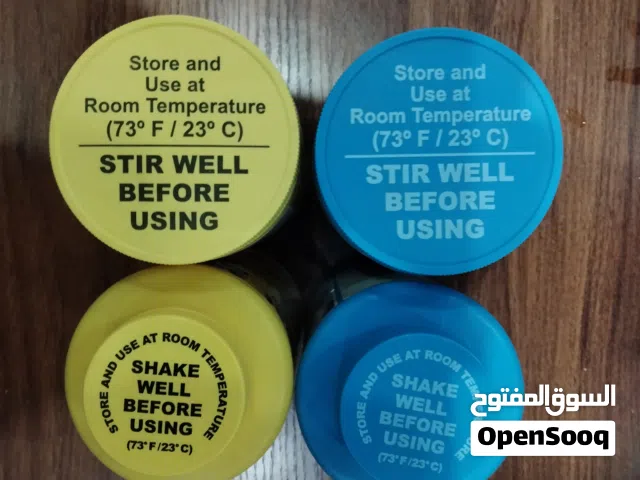 Store and
Use at
Room Temperature
(73º F / 23º C)
STIR WELL
BEFORE
USING
Store and
Use at
Room Temperature
(73º F / 23º C)
STIR WELL
BEFORE
USING
STORE AND USE AT ROOM TEMPERATURE
SHAKE
WELL
BEFORE
USING
(73°F/23°C)
STORE AND USE AT ROOM
SHAKE
WELL
BEFORE
USING
(73°F/23°C)
السوق المفتوح
OpenSooq